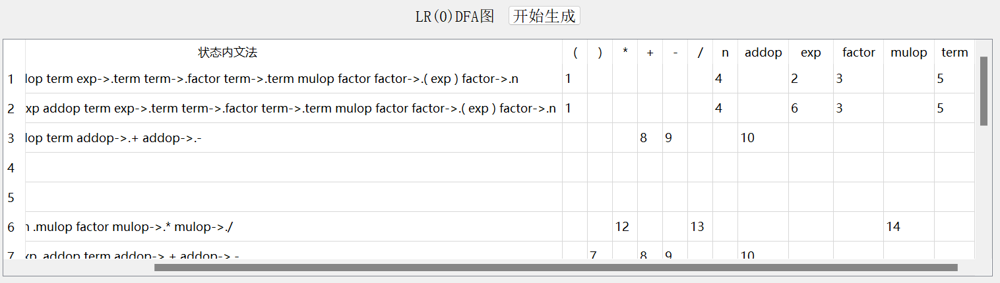 LR(0)DFA图 开始生成
状态内文法 ( ) * + - / n addop exp factor mulop term
1 lop term exp->.term term->.factor term->.term mulop factor factor->.( exp ) factor->.n 1 4 2 3 5
2 xp addop term exp->.term term->.factor term->.term mulop factor factor->.( exp ) factor->.n 1 4 6 3 5
3 lop term addop->.+ addop->.- 8 9 10
4
5
6 .mulop factor mulop->.* mulop->./ 12 13 14
7 xp .addop term addop->.+ addop->.- 7 8 9 10